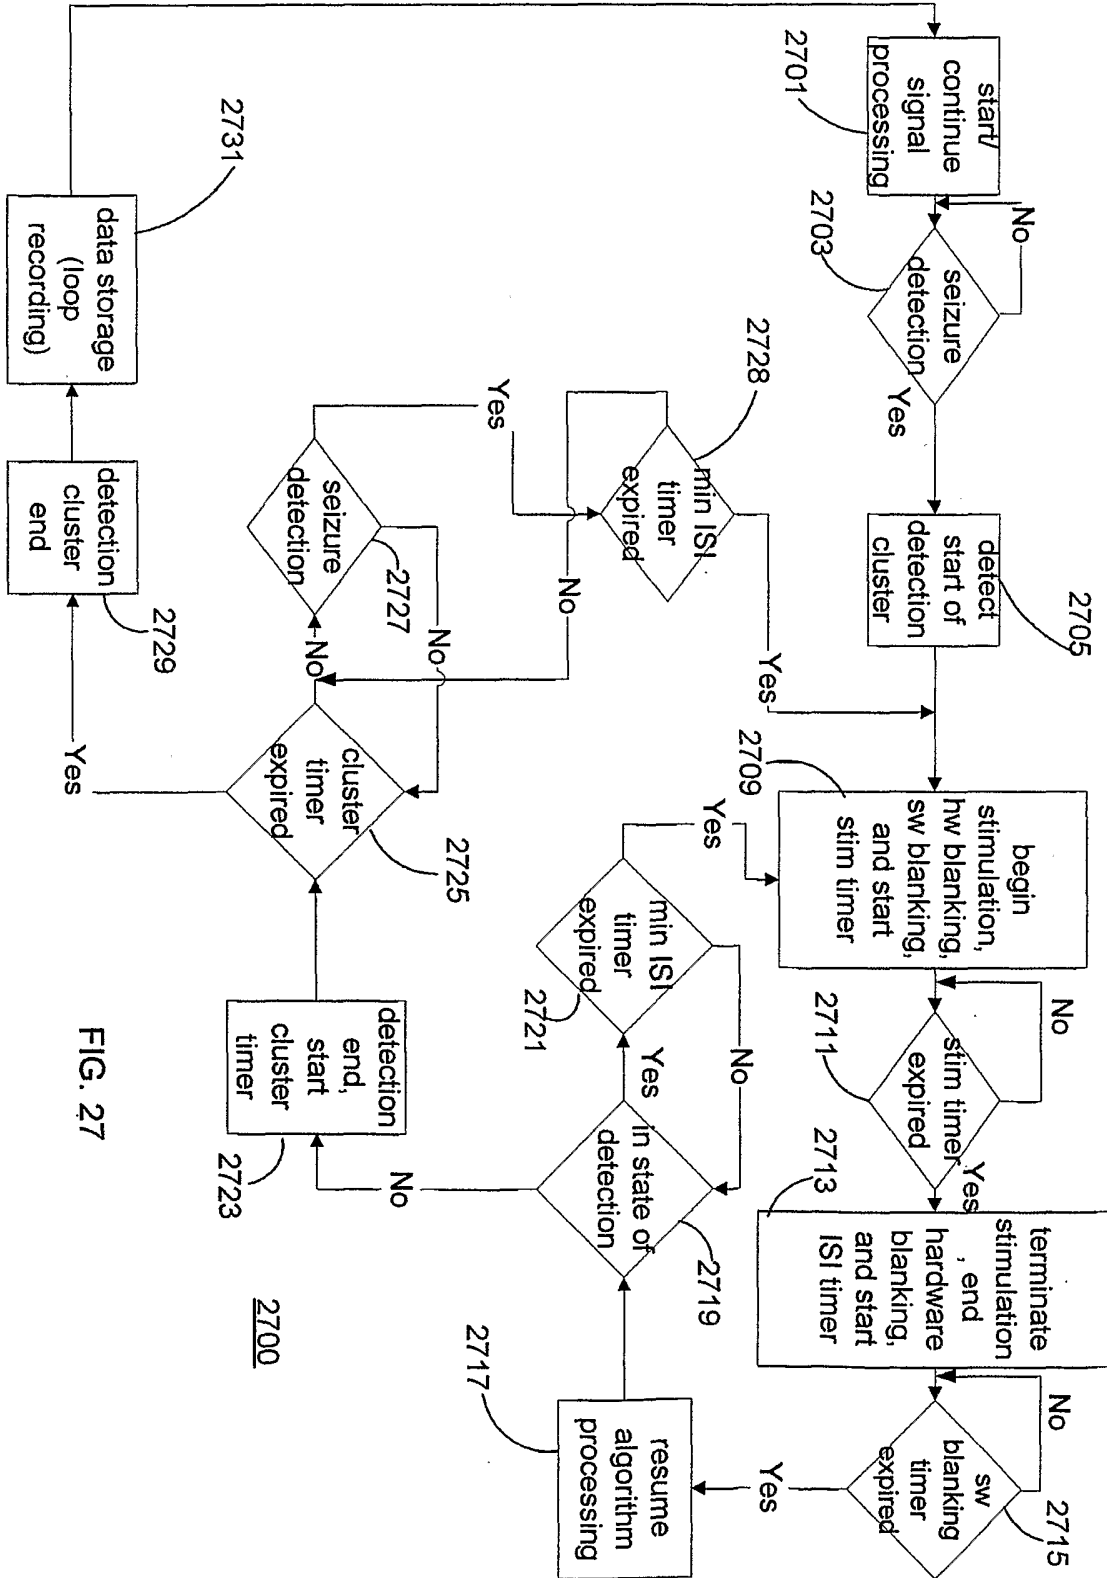 start/
continue
signal
processing
2701
No
seizure
detection
2703
Yes
detect
start of
detection
cluster
2705
begin
stimulation,
hw blanking,
sw blanking,
and start
stim timer
2709
No
stim timer
expired
2711
Yes
terminate
stimulation
, end
hardware
blanking,
and start
ISI timer
2713
No
sw
blanking
timer
expired
2715
Yes
resume
algorithm
processing
2717
in state of
detection
2719
Yes
No
min ISI
timer
expired
2721
Yes
No
detection
end,
start
cluster
timer
2723
cluster
timer
expired
2725
No
Yes
seizure
detection
2727
No
Yes
min ISI
timer
expired
2728
No
Yes
detection
cluster
end
2729
data storage
(loop
recording)
2731
2700
FIG. 27